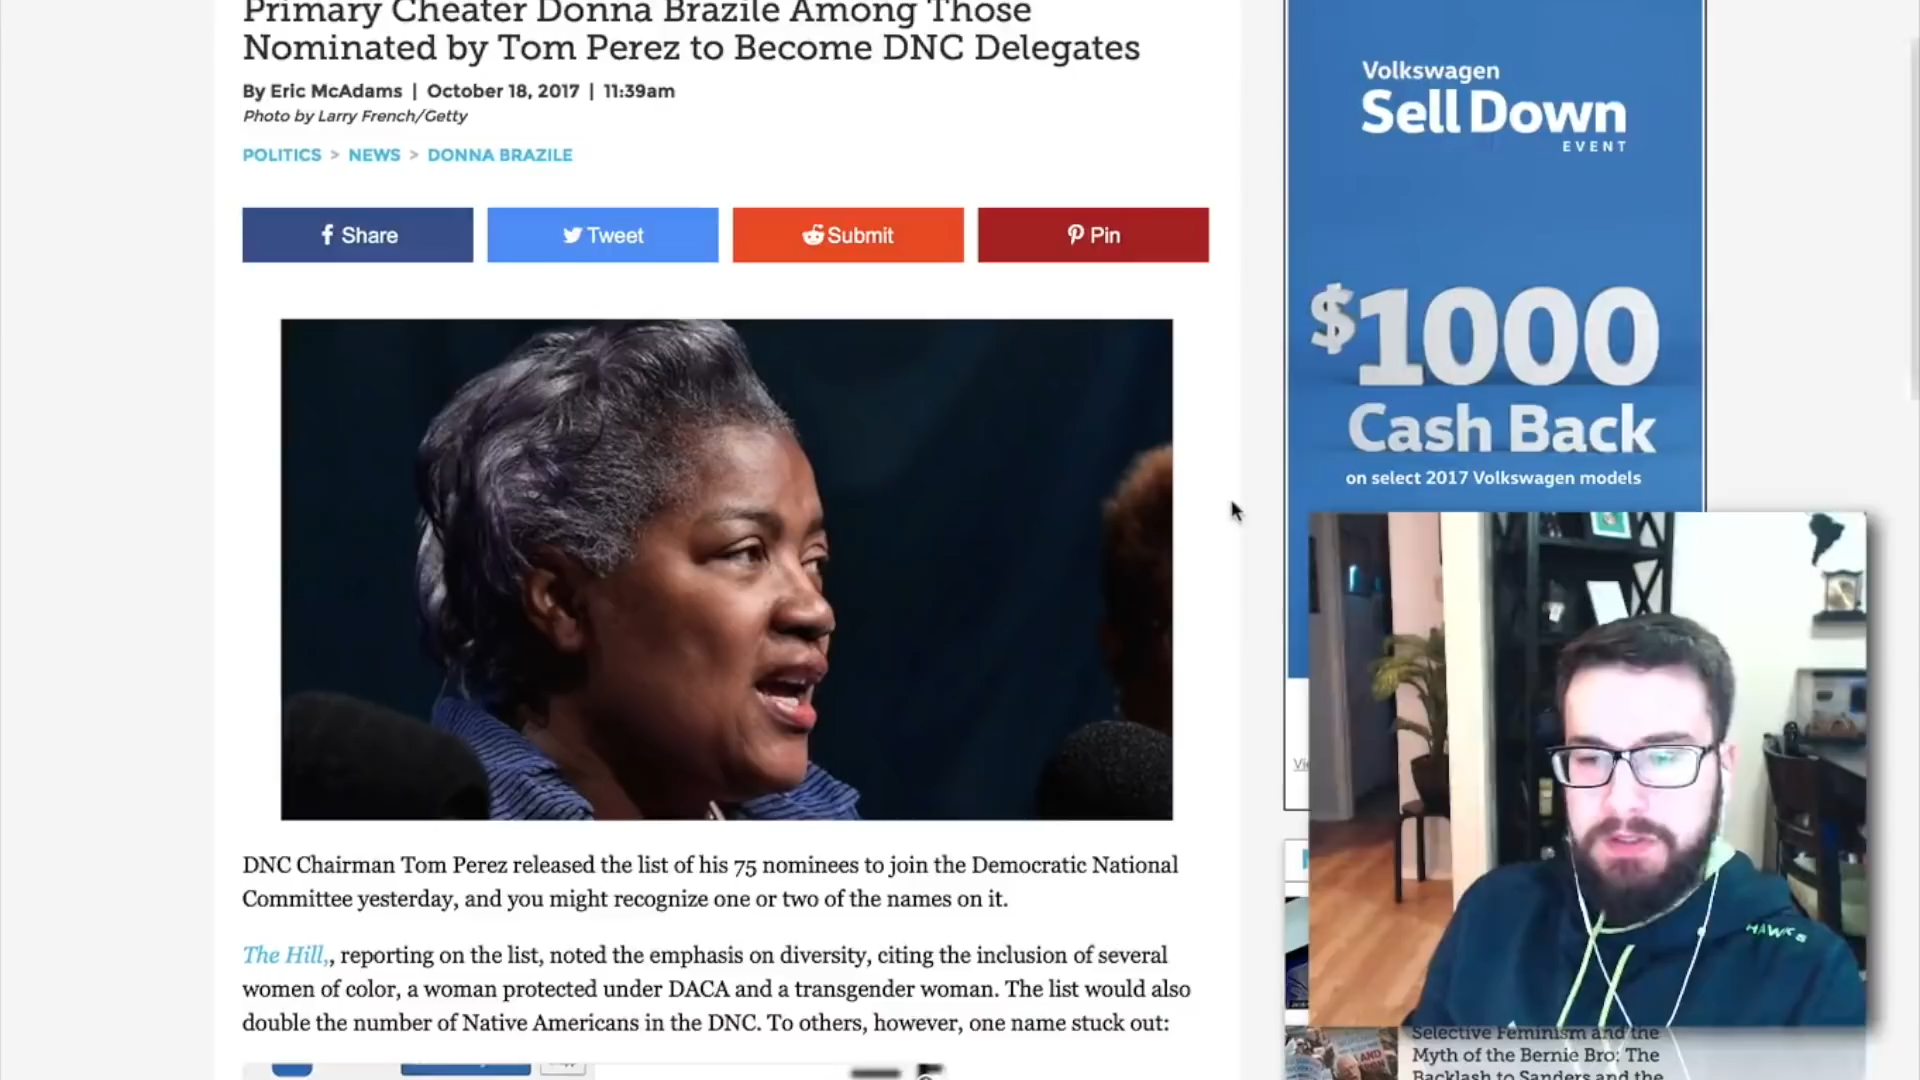 Primary Cheater Donna Brazile Among Those
Nominated by Tom Perez to Become DNC Delegates
By Eric McAdams | October 18, 2017 | 11:39am
Photo by Larry French/Getty
POLITICS > NEWS > DONNA BRAZILE
Share
Tweet
Submit
Pin
DNC Chairman Tom Perez released the list of his 75 nominees to join the Democratic National
Committee yesterday, and you might recognize one or two of the names on it.
The Hill,, reporting on the list, noted the emphasis on diversity, citing the inclusion of several
women of color, a woman protected under DACA and a transgender woman. The list would also
double the number of Native Americans in the DNC. To others, however, one name stuck out:
Volkswagen
Sell Down
EVENT
$1000
Cash Back
on select 2017 Volkswagen models
HAWKS
Selective Feminism and the
Myth of the Bernie Bro: The
Backlash to Sanders and the